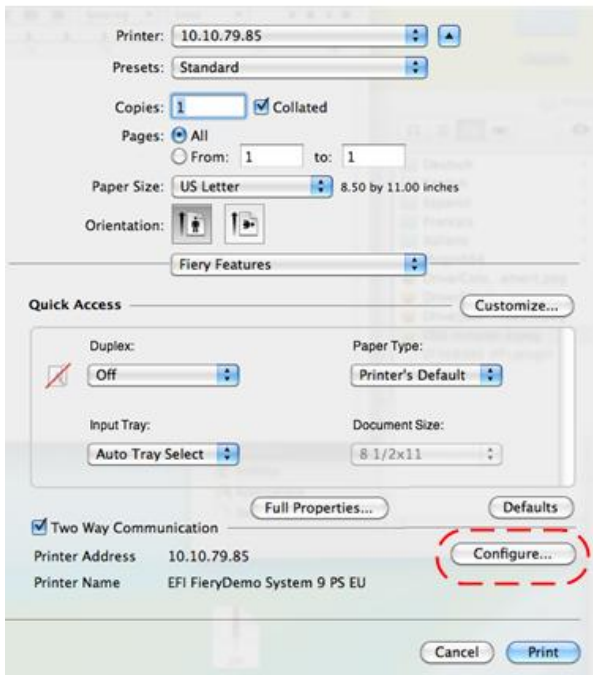 Printer: 10.10.79.85
Presets: Standard
Copies: 1 Collated
Pages: All
From: 1 to: 1
Paper Size: US Letter 8.50 by 11.00 inches
Orientation:
Fiery Features
Quick Access Customize...
Duplex: Paper Type:
Off Printer's Default
Input Tray: Document Size:
Auto Tray Select 8 1/2x11
Full Properties... Defaults
Two Way Communication
Printer Address 10.10.79.85 Configure...
Printer Name EFI FieryDemo System 9 PS EU
Cancel Print